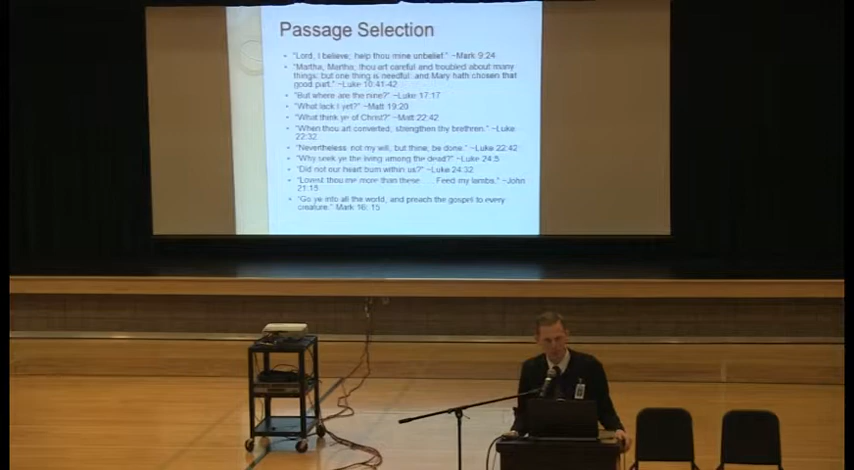 Passage Selection
• "Lord, I believe; help thou mine unbelief." ~Mark 9:24
• "Martha, Martha, thou art careful and troubled about many
things: but one thing is needful: and Mary hath chosen that
good part." ~Luke 10:41-42
• "But where are the nine?" ~Luke 17:17
• "What lack I yet?" ~Matt 19:20
• "What think ye of Christ?" ~Matt 22:42
• "When thou art converted, strengthen thy brethren." ~Luke
22:32
• "Nevertheless not my will, but thine, be done." ~Luke 22:42
• "Why seek ye the living among the dead?" ~Luke 24:5
• "Did not our heart burn within us?" ~Luke 24:32
• "Lovest thou me more than these . . . Feed my lambs." ~John
21:15
• "Go ye into all the world, and preach the gospel to every
creature." Mark 16:15